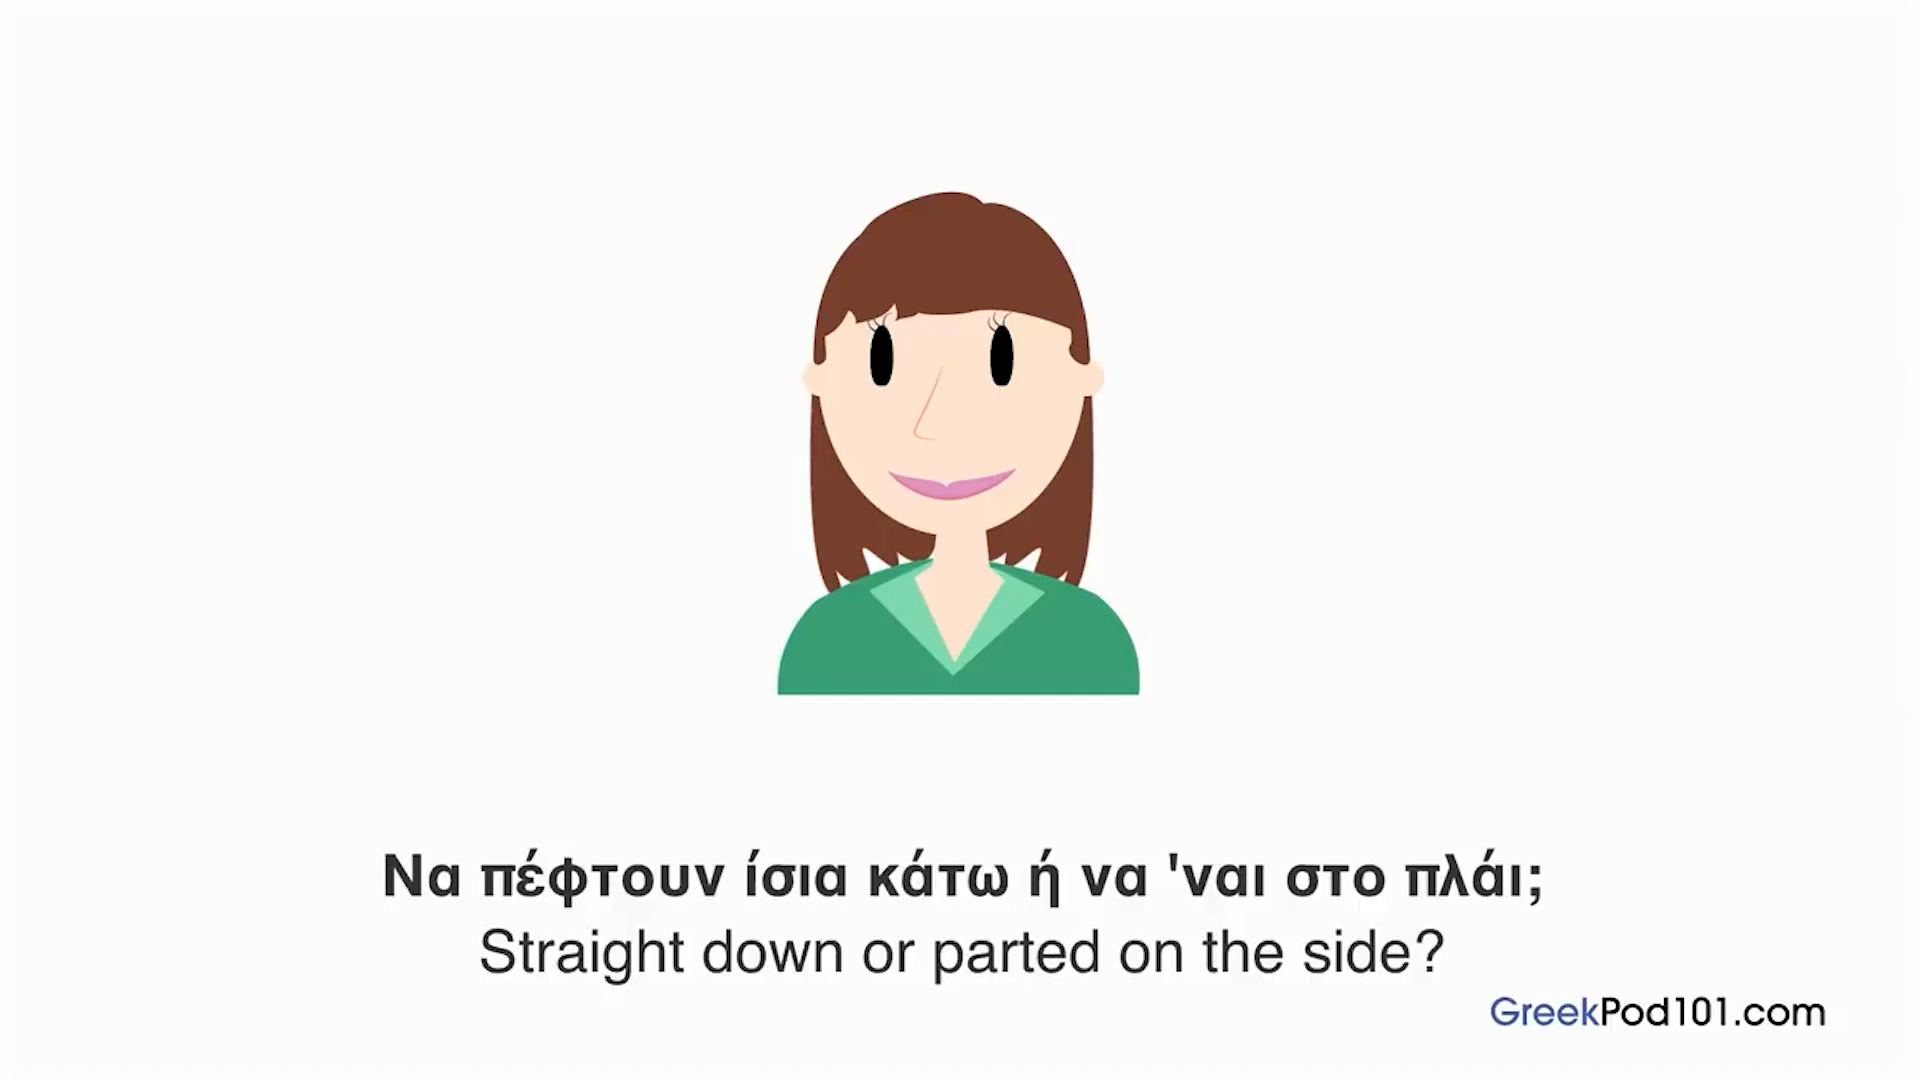 Να πέφτουν ίσια κάτω ή να 'ναι στο πλάι;
Straight down or parted on the side?
GreekPod101.com